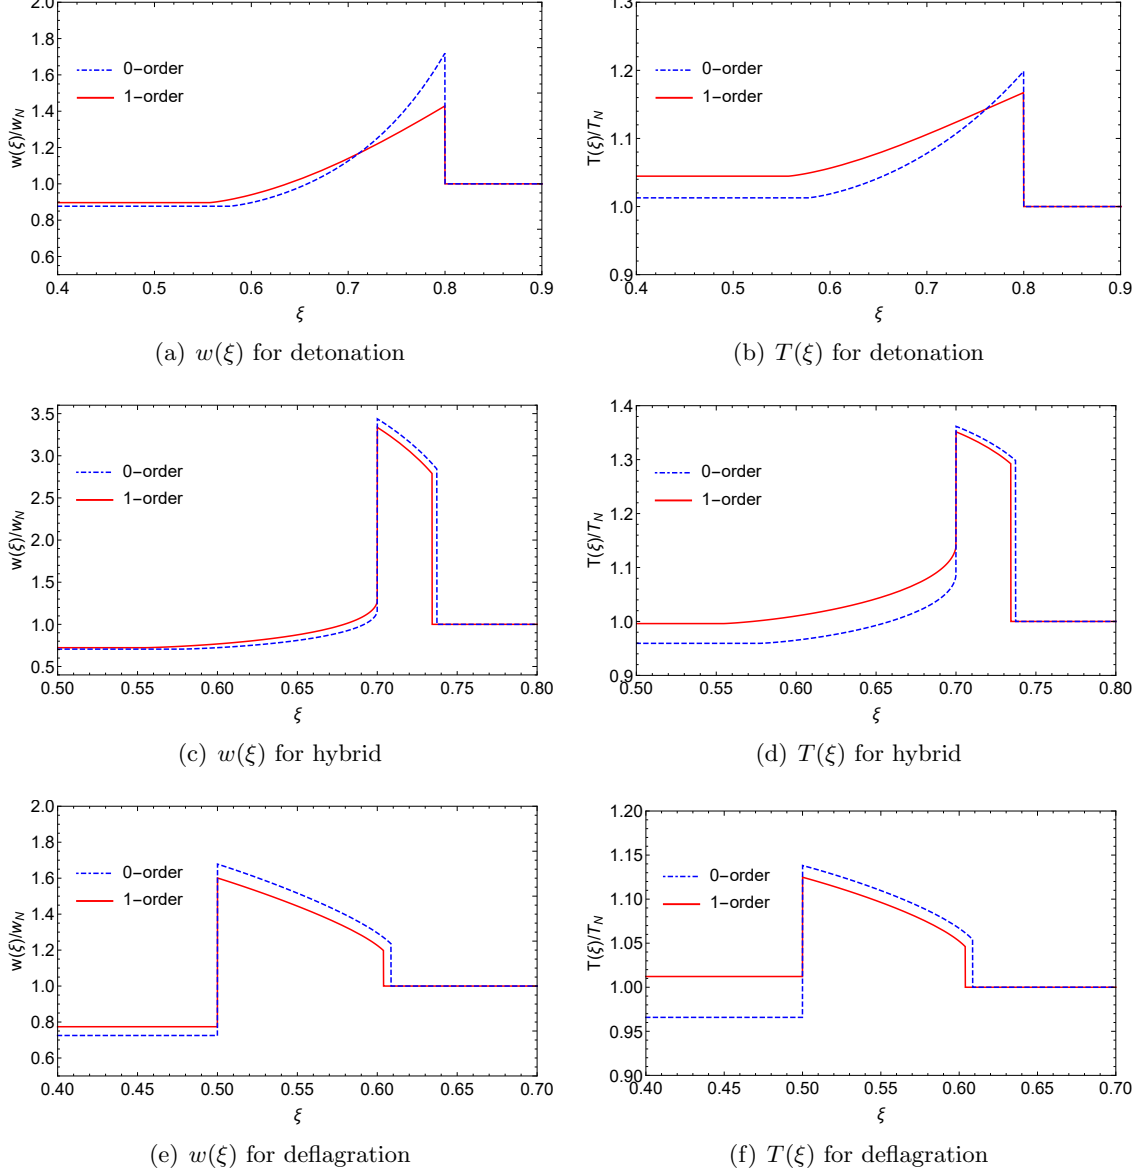 2.0
1.8
1.6
1.4
1.2
1.0
0.8
0.6
w(ξ)/w_N
0−order
1−order
0.4 0.5 0.6 0.7 0.8 0.9
ξ
(a) w(ξ) for detonation
1.3
1.2
1.1
1.0
0.9
T(ξ)/T_N
0−order
1−order
0.4 0.5 0.6 0.7 0.8 0.9
ξ
(b) T(ξ) for detonation
3.5
3.0
2.5
2.0
1.5
1.0
0.5
w(ξ)/w_N
0−order
1−order
0.50 0.55 0.60 0.65 0.70 0.75 0.80
ξ
(c) w(ξ) for hybrid
1.4
1.3
1.2
1.1
1.0
0.9
T(ξ)/T_N
0−order
1−order
0.50 0.55 0.60 0.65 0.70 0.75 0.80
ξ
(d) T(ξ) for hybrid
2.0
1.8
1.6
1.4
1.2
1.0
0.8
0.6
w(ξ)/w_N
0−order
1−order
0.40 0.45 0.50 0.55 0.60 0.65 0.70
ξ
(e) w(ξ) for deflagration
1.20
1.15
1.10
1.05
1.00
0.95
0.90
T(ξ)/T_N
0−order
1−order
0.40 0.45 0.50 0.55 0.60 0.65 0.70
ξ
(f) T(ξ) for deflagration